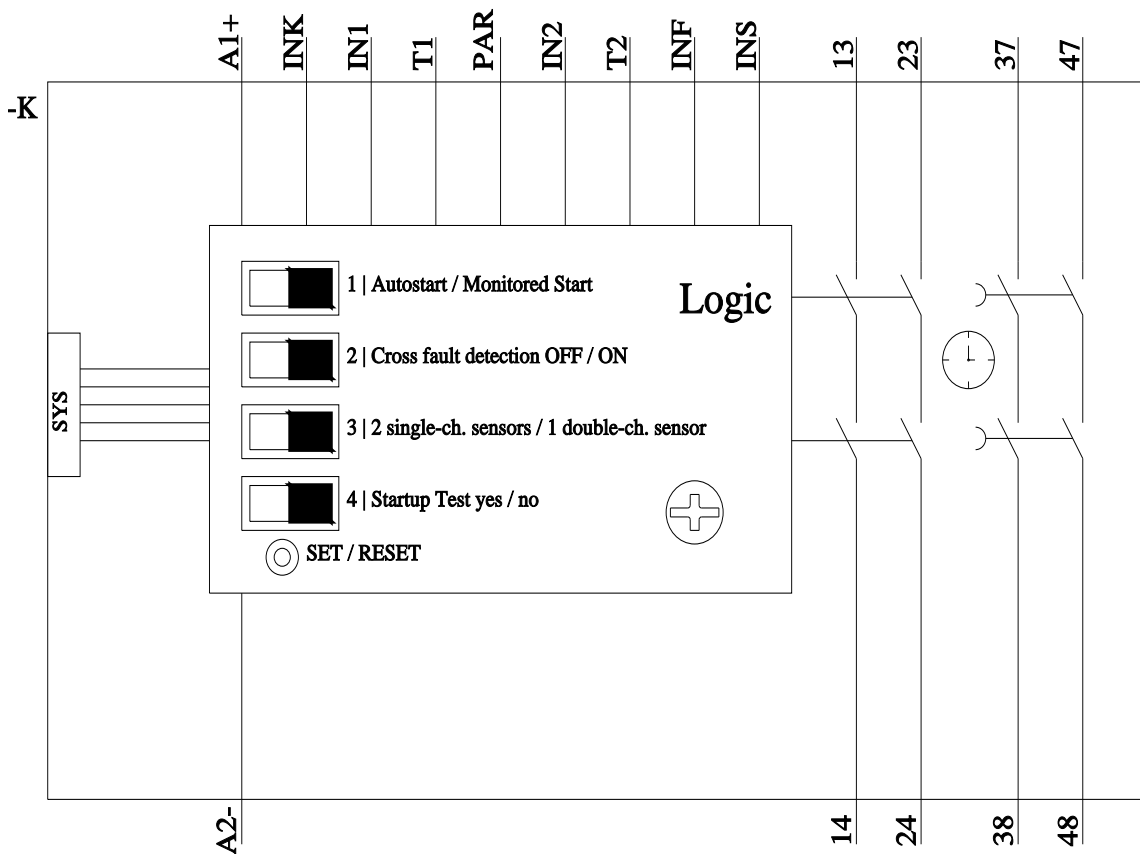 A1+
INK
IN1
T1
PAR
IN2
T2
INF
INS
13
23
37
47
-K
1 | Autostart / Monitored Start
Logic
2 | Cross fault detection OFF / ON
SYS
3 | 2 single-ch. sensors / 1 double-ch. sensor
4 | Startup Test yes / no
SET / RESET
A2-
14
24
38
48